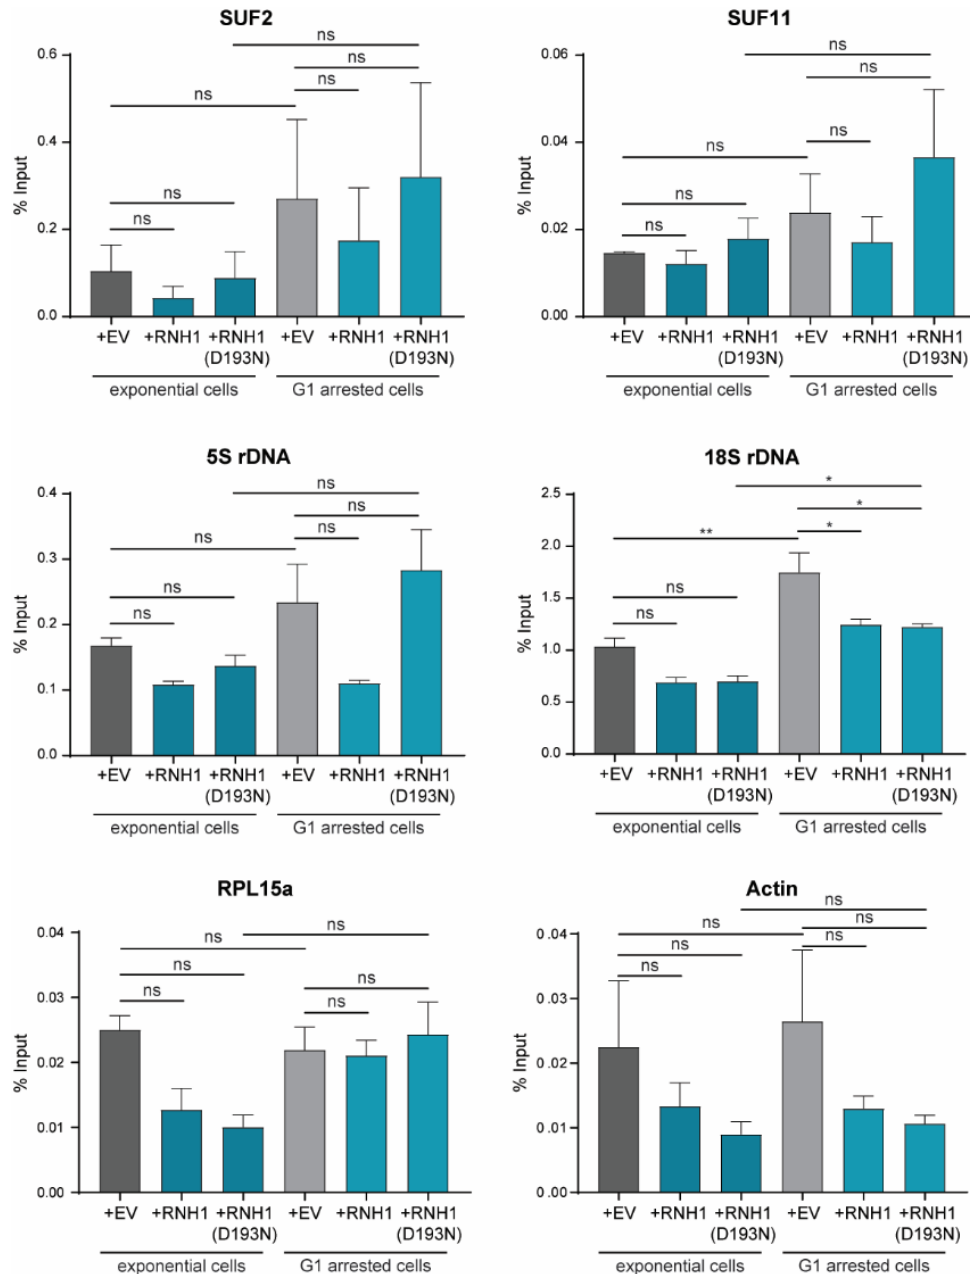 SUF2
0.6
0.4
0.2
0.0
% Input
ns
ns
ns
ns
ns
ns
+EV
+RNH1
+RNH1
(D193N)
+EV
+RNH1
+RNH1
(D193N)
exponential cells
G1 arrested cells
SUF11
0.06
0.04
0.02
0.00
% Input
ns
ns
ns
ns
ns
ns
+EV
+RNH1
+RNH1
(D193N)
+EV
+RNH1
+RNH1
(D193N)
exponential cells
G1 arrested cells
5S rDNA
0.4
0.3
0.2
0.1
0.0
% Input
ns
ns
ns
ns
ns
ns
+EV
+RNH1
+RNH1
(D193N)
+EV
+RNH1
+RNH1
(D193N)
exponential cells
G1 arrested cells
18S rDNA
2.5
2.0
1.5
1.0
0.5
0.0
% Input
*
*
**
*
ns
ns
+EV
+RNH1
+RNH1
(D193N)
+EV
+RNH1
+RNH1
(D193N)
exponential cells
G1 arrested cells
RPL15a
0.04
0.03
0.02
0.01
0.00
% Input
ns
ns
ns
ns
ns
ns
+EV
+RNH1
+RNH1
(D193N)
+EV
+RNH1
+RNH1
(D193N)
exponential cells
G1 arrested cells
Actin
0.04
0.03
0.02
0.01
0.00
% Input
ns
ns
ns
ns
ns
ns
+EV
+RNH1
+RNH1
(D193N)
+EV
+RNH1
+RNH1
(D193N)
exponential cells
G1 arrested cells